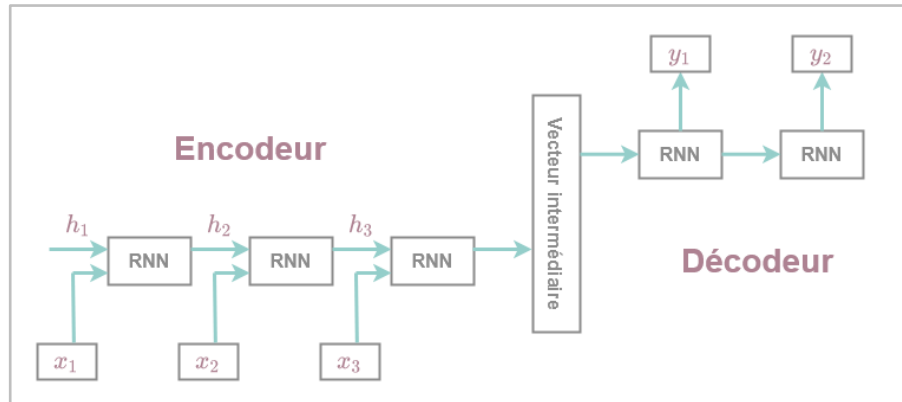 y₁
y₂
Encodeur
Vecteur intermédiaire
RNN
RNN
h₁
h₂
h₃
RNN
RNN
RNN
Décodeur
x₁
x₂
x₃